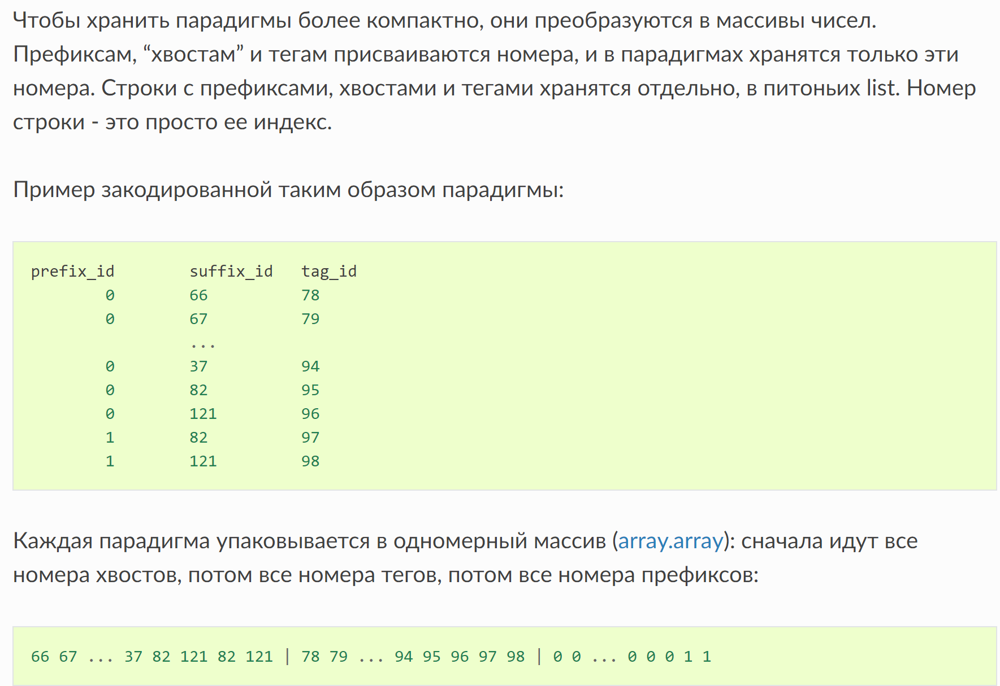 Чтобы хранить парадигмы более компактно, они преобразуются в массивы чисел.
Префиксам, “хвостам” и тегам присваиваются номера, и в парадигмах хранятся только эти
номера. Строки с префиксами, хвостами и тегами хранятся отдельно, в питоньих list. Номер
строки - это просто ее индекс.
Пример закодированной таким образом парадигмы:
prefix_id suffix_id tag_id
0 66 78
0 67 79
...
0 37 94
0 82 95
0 121 96
1 82 97
1 121 98
Каждая парадигма упаковывается в одномерный массив (array.array): сначала идут все
номера хвостов, потом все номера тегов, потом все номера префиксов:
66 67 ... 37 82 121 82 121 | 78 79 ... 94 95 96 97 98 | 0 0 ... 0 0 0 1 1